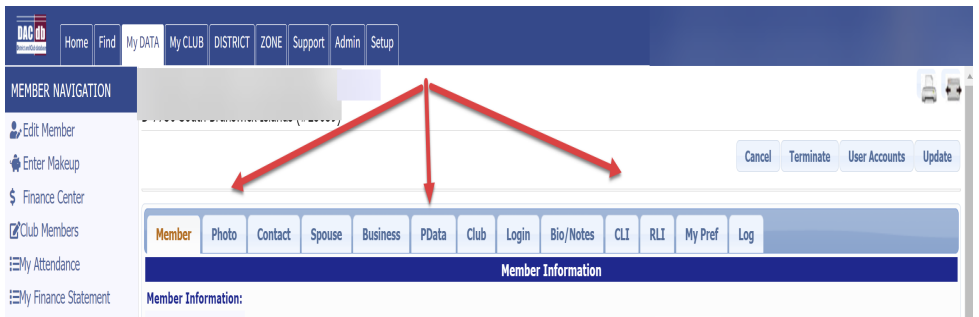 DAC db
Home Find My DATA My CLUB DISTRICT ZONE Support Admin Setup
MEMBER NAVIGATION
Edit Member
Enter Makeup
Cancel Terminate User Accounts Update
$ Finance Center
Club Members
Member Photo Contact Spouse Business PData Club Login Bio/Notes CLI RLI My Pref Log
My Attendance
Member Information
My Finance Statement
Member Information: